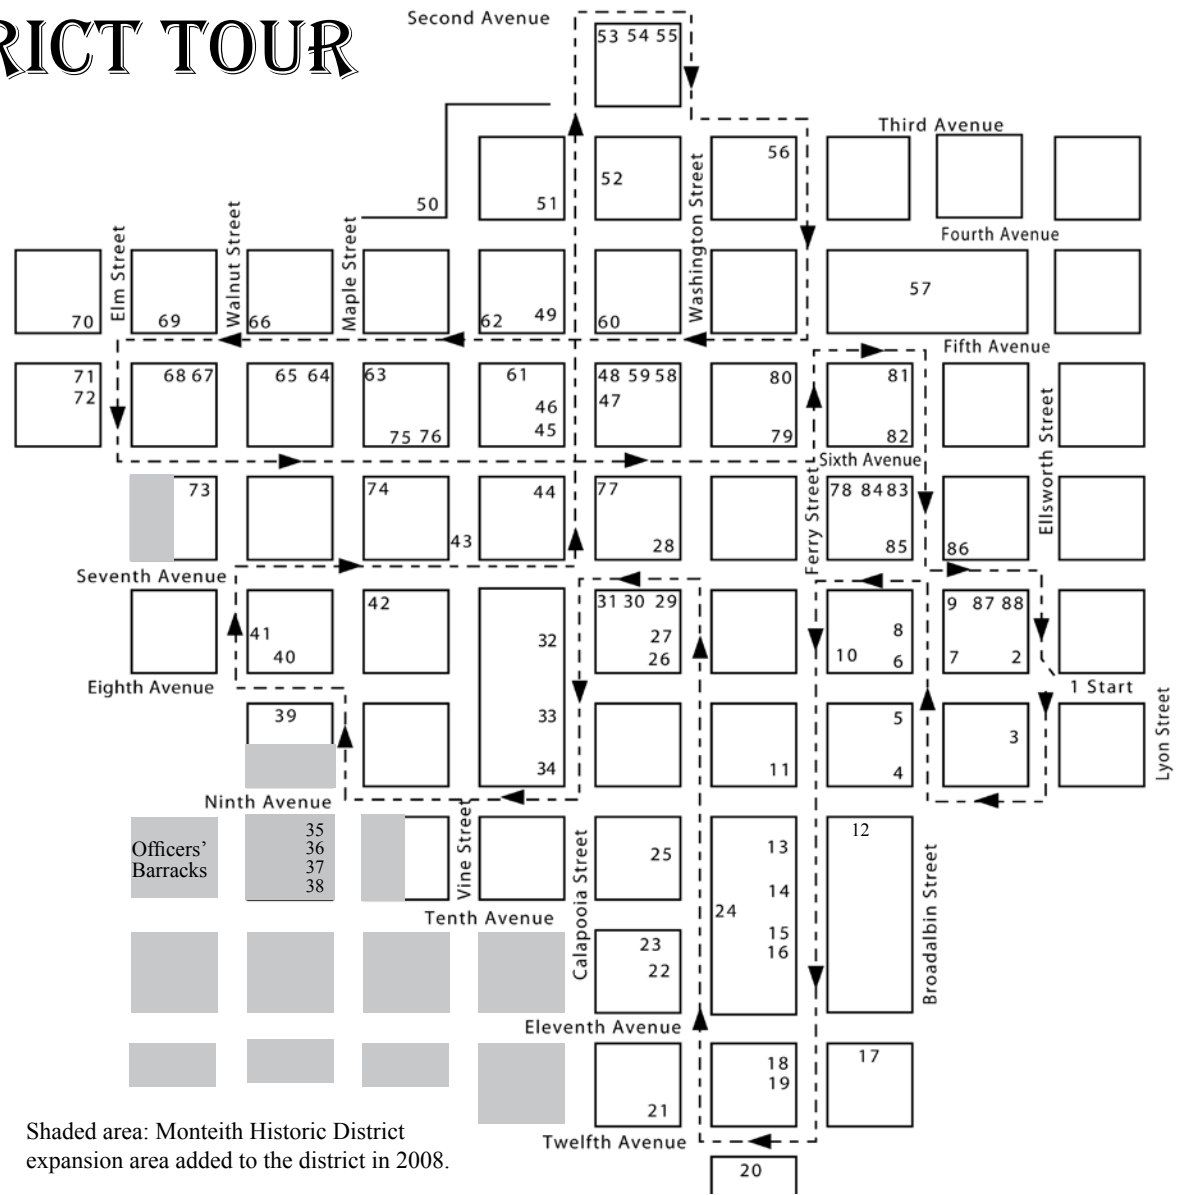 RICT TOUR
Second Avenue
53 54 55
Third Avenue
56
52
50
51
Washington Street
Fourth Avenue
Elm Street
Walnut Street
Maple Street
57
70
69
66
62
49
60
Fifth Avenue
71
72
68 67
65 64
63
61
48 59 58
80
81
47
46
45
75 76
79
82
Ellsworth Street
Sixth Avenue
73
74
44
77
78 84 83
43
28
Ferry Street
85
86
Seventh Avenue
42
31 30 29
9 87 88
41
40
32
27
26
10
8
6
7
2
Eighth Avenue
1 Start
39
33
5
3
34
11
4
Lyon Street
Ninth Avenue
Officers'
Barracks
35
36
37
38
Vine Street
Calapooia Street
25
13
12
14
24
15
16
Broadalbin Street
Tenth Avenue
23
22
Eleventh Avenue
18
19
17
21
Twelfth Avenue
20
Shaded area: Monteith Historic District
expansion area added to the district in 2008.